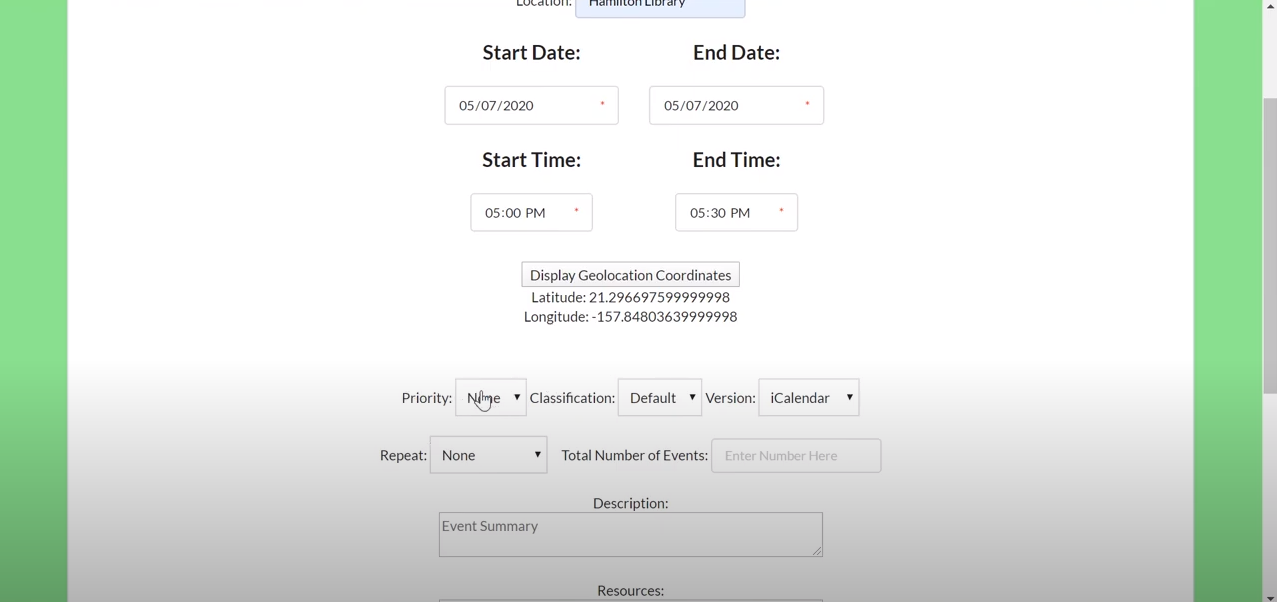 Location: Hamilton Library
Start Date: End Date:
05/07/2020 * 05/07/2020 *
Start Time: End Time:
05:00 PM * 05:30 PM *
Display Geolocation Coordinates
Latitude: 21.296697599999998
Longitude: -157.84803639999998
Priority: None Classification: Default Version: iCalendar
Repeat: None Total Number of Events: Enter Number Here
Description:
Event Summary
Resources: